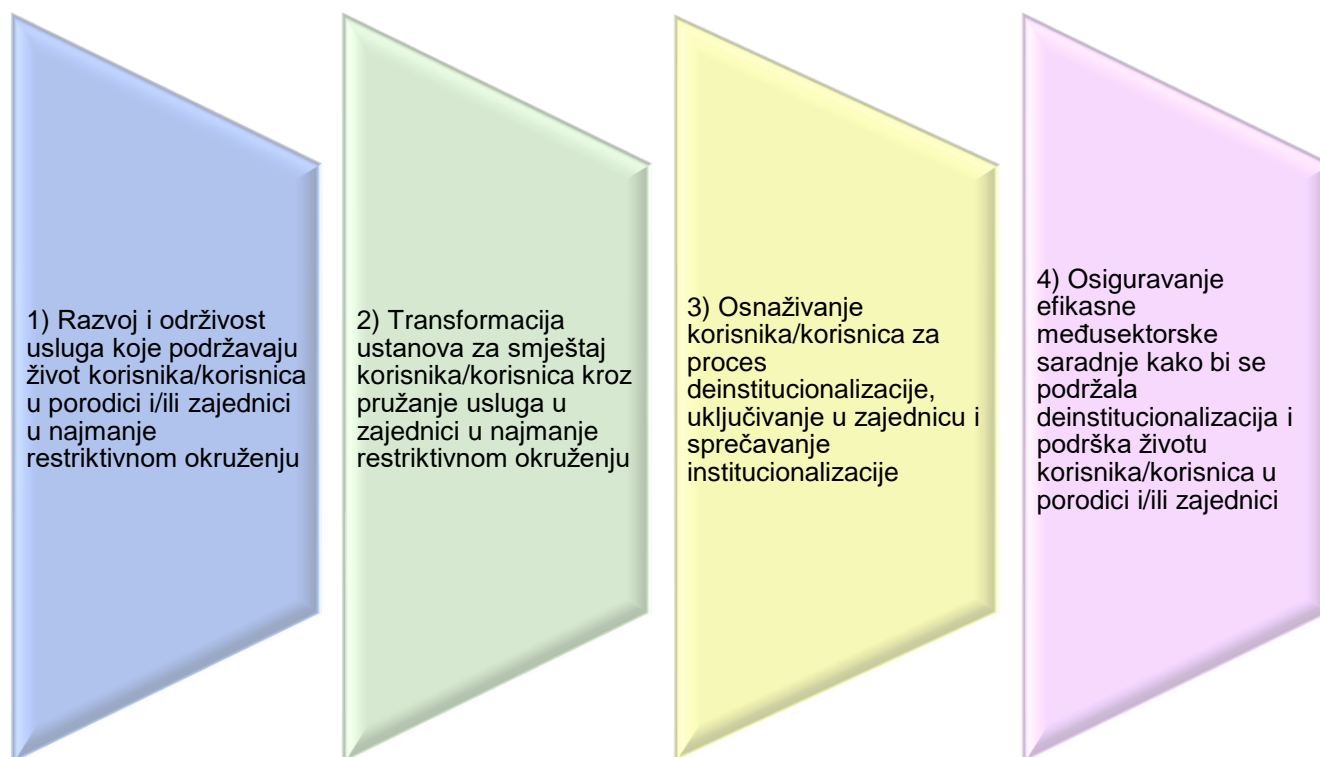 1) Razvoj i održivost
usluga koje podržavaju
život korisnika/korisnica
u porodici i/ili zajednici
u najmanje
restriktivnom okruženju
2) Transformacija
ustanova za smještaj
korisnika/korisnica kroz
pružanje usluga u
zajednici u najmanje
restriktivnom okruženju
3) Osnaživanje
korisnika/korisnica za
proces
deinstitucionalizacije,
uključivanje u zajednicu i
sprečavanje
institucionalizacije
4) Osiguravanje
efikasne
međusektorske
saradnje kako bi se
podržala
deinstitucionalizacija i
podrška životu
korisnika/korisnica u
porodici i/ili zajednici